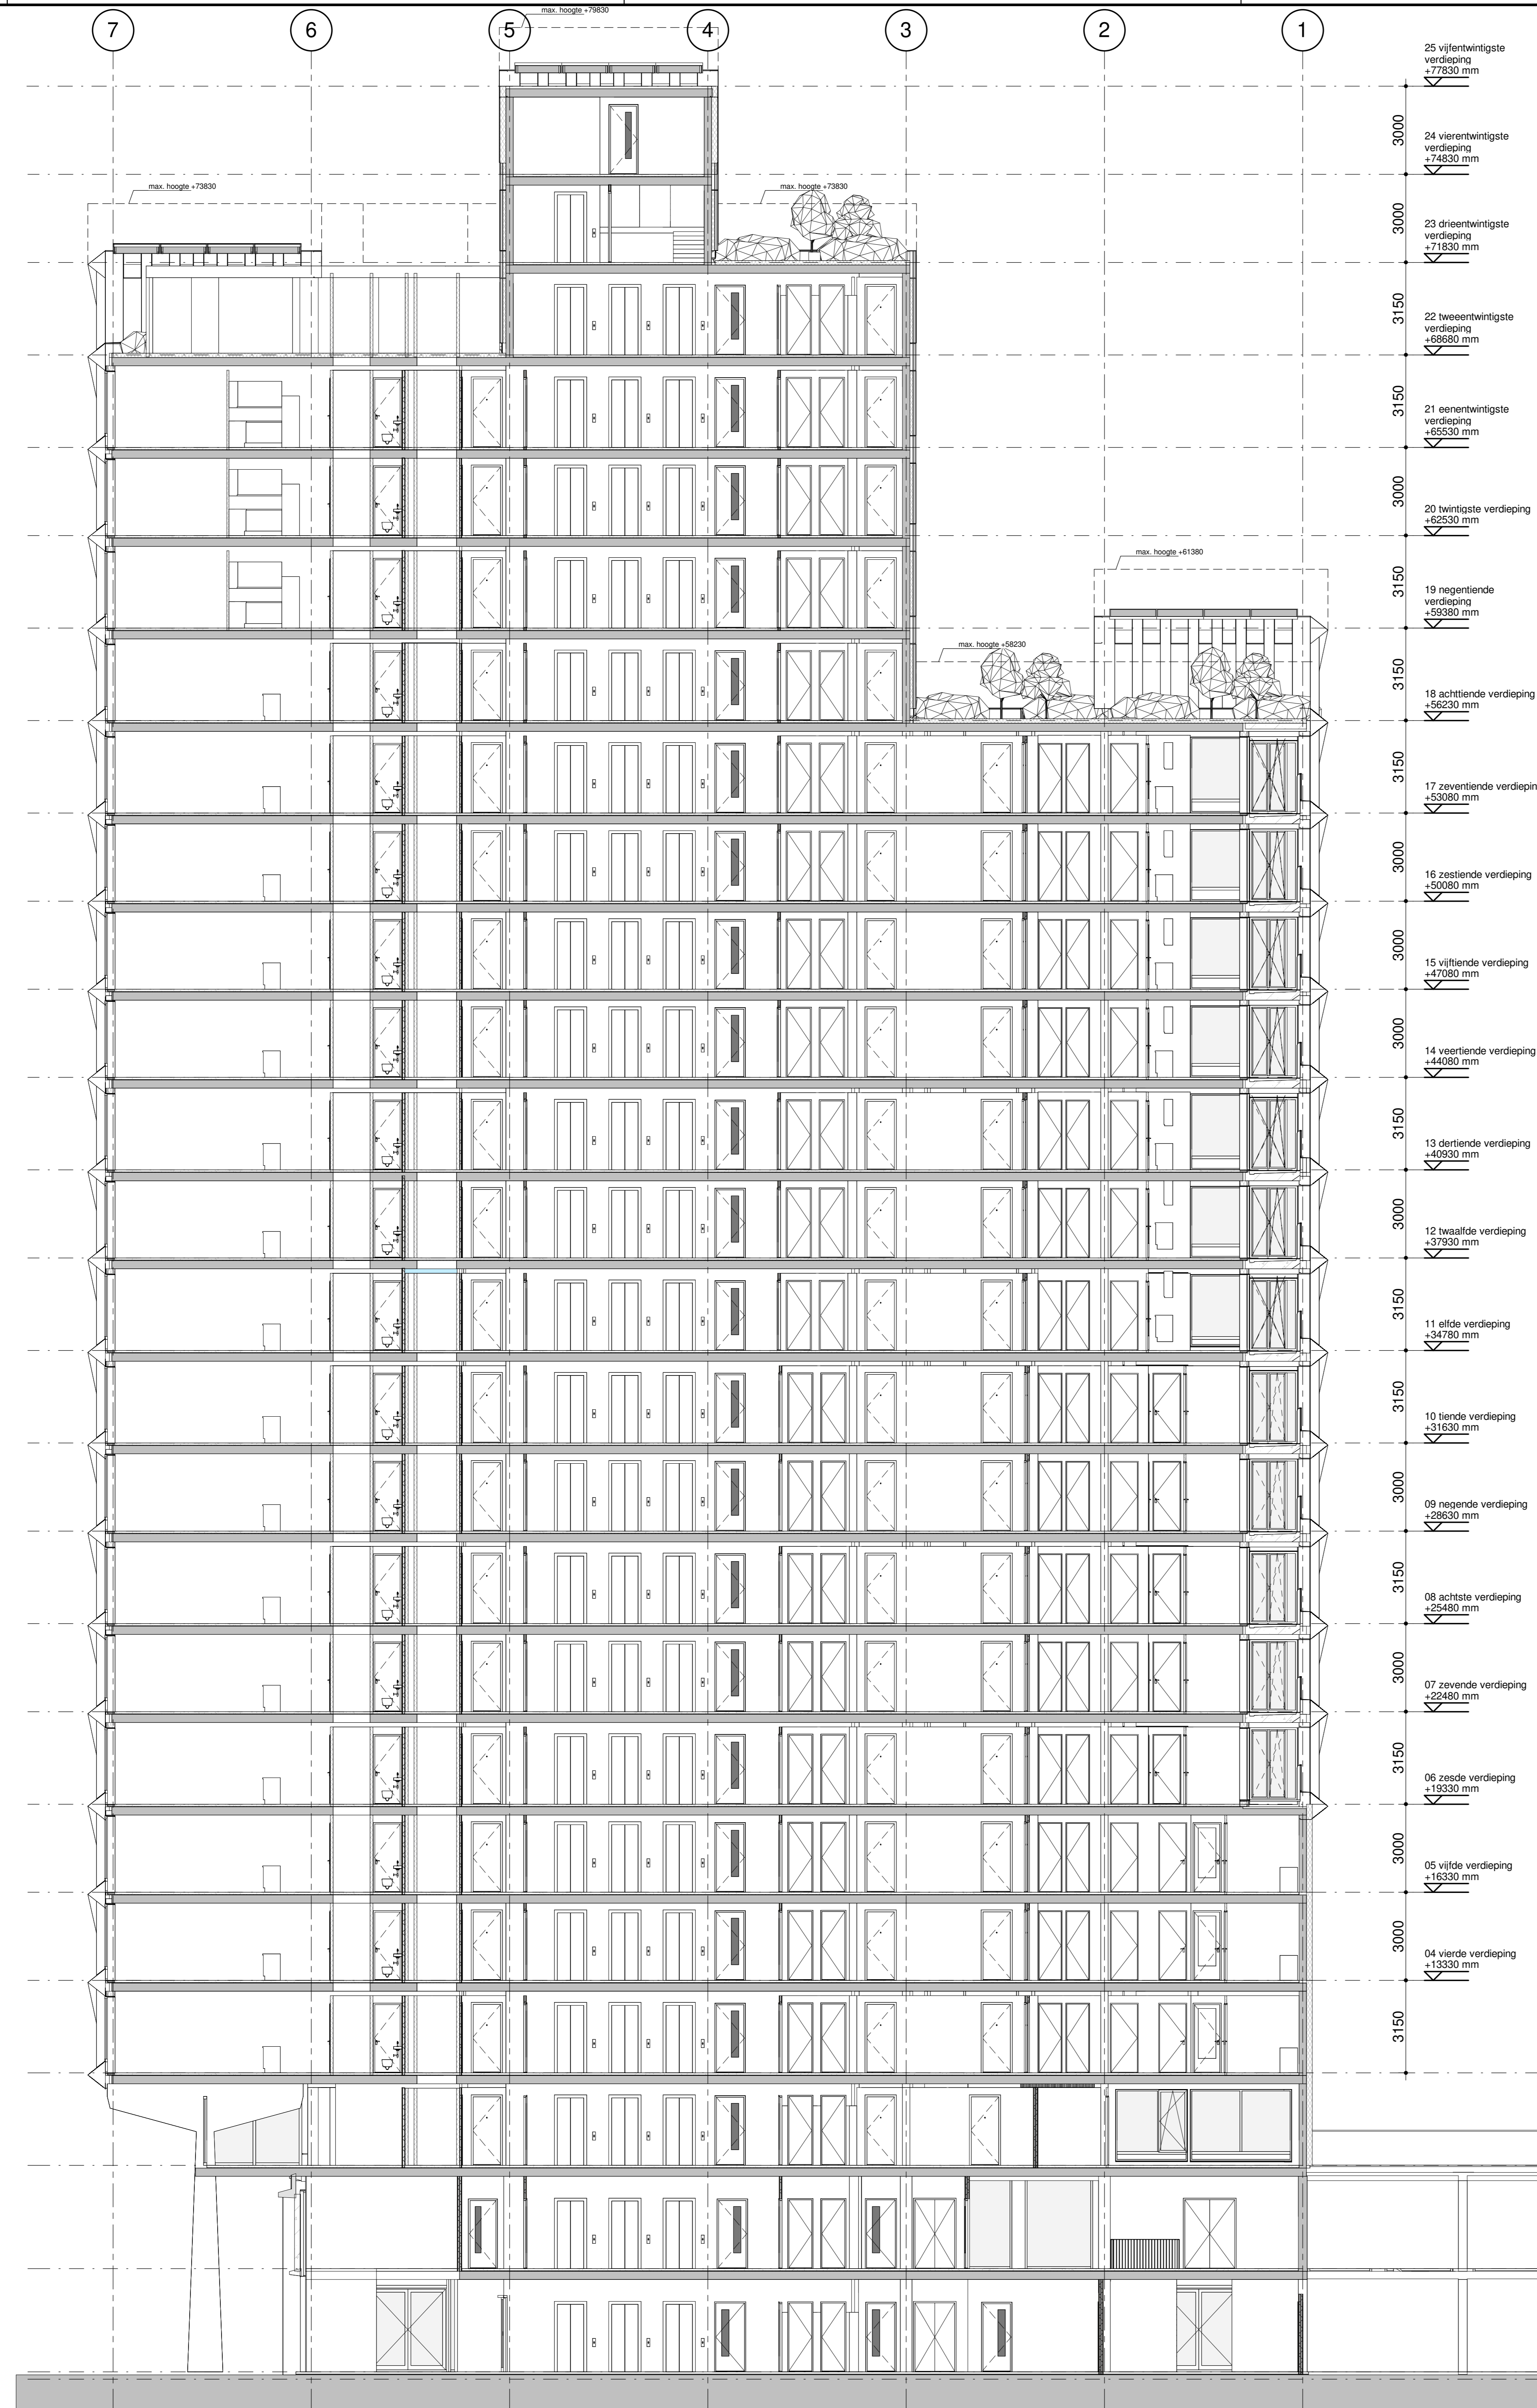 max. hoogte +79830
7 6 5 4 3 2 1
25 vijfentwintigste
verdieping
+77830 mm
3000
24 vierentwintigste
verdieping
+74830 mm
max. hoogte +73830
max. hoogte +73830
3000
23 drieentwintigste
verdieping
+71830 mm
3150
22 tweeentwintigste
verdieping
+68680 mm
3150
21 eenentwintigste
verdieping
+65530 mm
3000
20 twintigste verdieping
+62530 mm
max. hoogte +61380
3150
19 negentiende
verdieping
+59380 mm
max. hoogte +58230
3150
18 achttiende verdieping
+56230 mm
3150
17 zeventiende verdiepin
+53080 mm
3000
16 zestiende verdieping
+50080 mm
3000
15 vijftiende verdieping
+47080 mm
3000
14 veertiende verdieping
+44080 mm
3150
13 dertiende verdieping
+40930 mm
3000
12 twaalfde verdieping
+37930 mm
3150
11 elfde verdieping
+34780 mm
3150
10 tiende verdieping
+31630 mm
3000
09 negende verdieping
+28630 mm
3150
08 achtste verdieping
+25480 mm
3000
07 zevende verdieping
+22480 mm
3150
06 zesde verdieping
+19330 mm
3000
05 vijfde verdieping
+16330 mm
3000
04 vierde verdieping
+13330 mm
3150